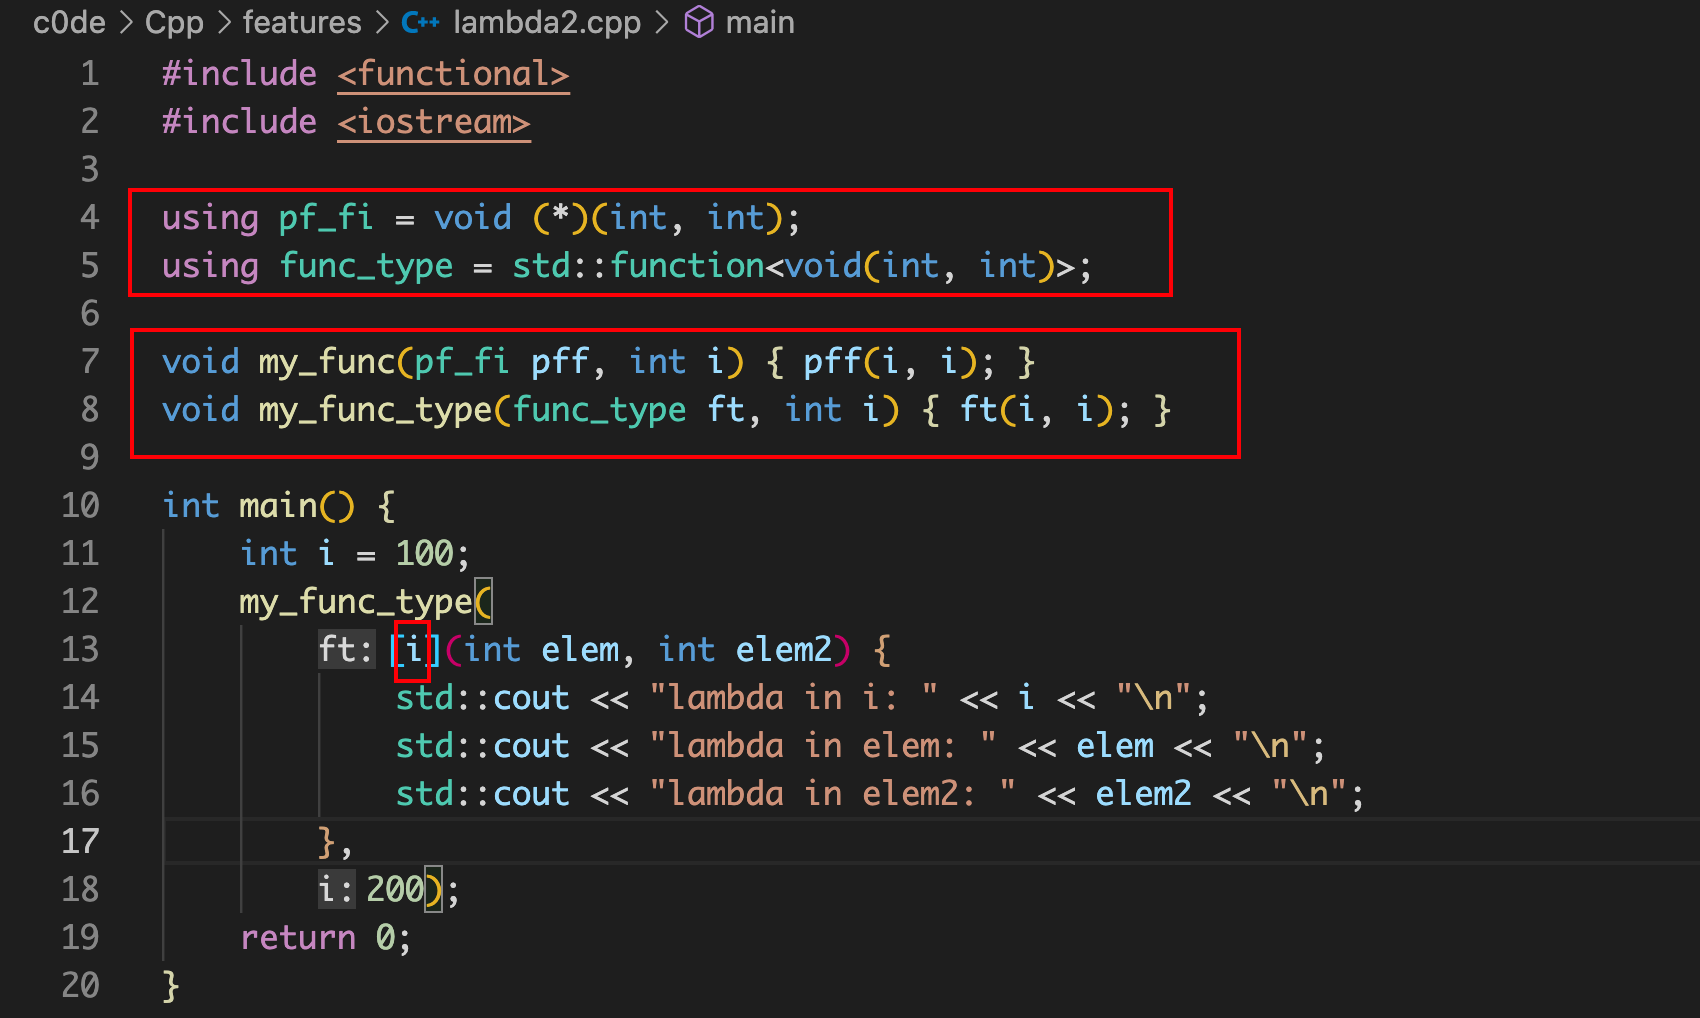 c0de > Cpp > features > C++ lambda2.cpp > main
1 #include <functional>
2 #include <iostream>
3
4 using pf_fi = void (*)(int, int);
5 using func_type = std::function<void(int, int)>;
6
7 void my_func(pf_fi pff, int i) { pff(i, i); }
8 void my_func_type(func_type ft, int i) { ft(i, i); }
9
10 int main() {
11     int i = 100;
12     my_func_type(
13         ft: [i](int elem, int elem2) {
14             std::cout << "lambda in i: " << i << "\n";
15             std::cout << "lambda in elem: " << elem << "\n";
16             std::cout << "lambda in elem2: " << elem2 << "\n";
17         },
18         i: 200);
19     return 0;
20 }